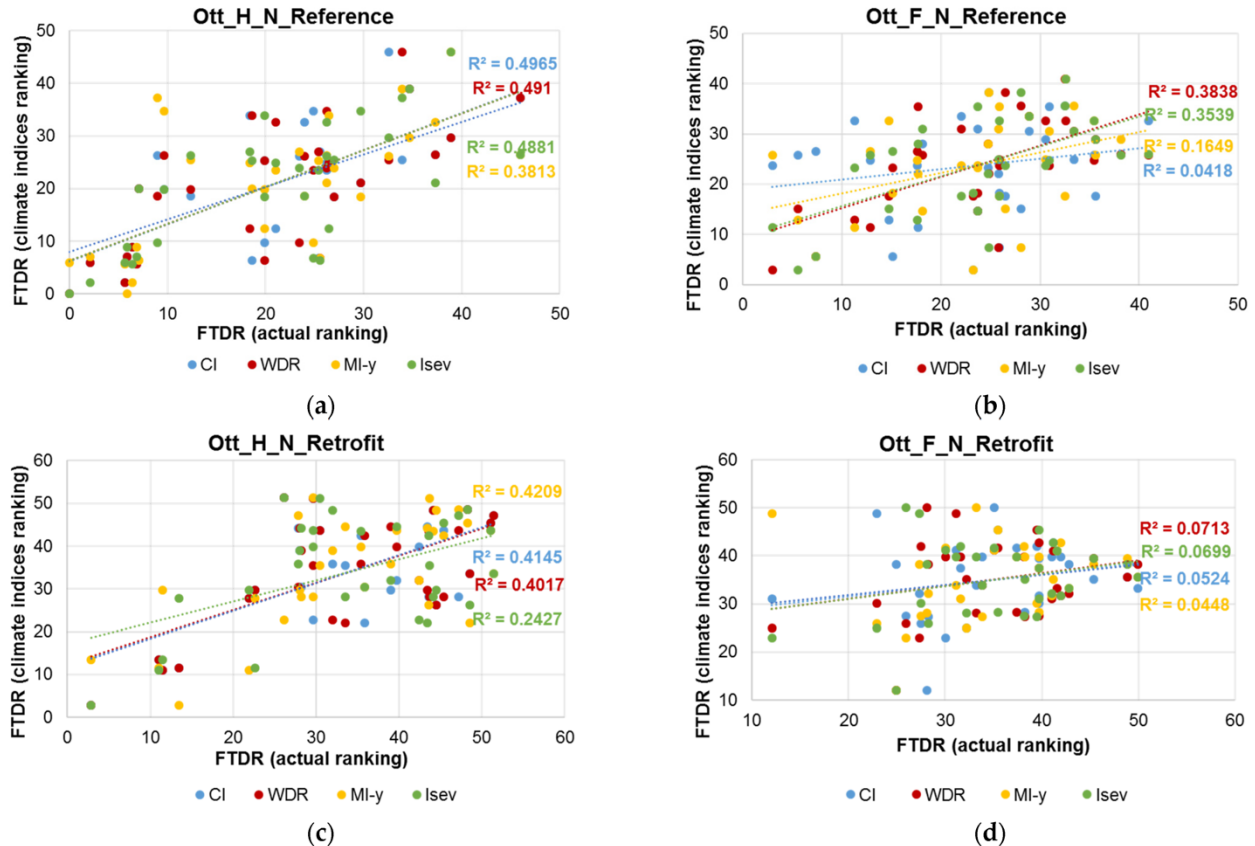 Ott_H_N_Reference
FTDR (climate indices ranking)
50
40
30
20
10
0
R² = 0.4965
R² = 0.491
R² = 0.4881
R² = 0.3813
0 10 20 30 40 50
FTDR (actual ranking)
CI WDR MI-y Isev
(a)
Ott_F_N_Reference
FTDR (climate indices ranking)
50
40
30
20
10
0
R² = 0.3838
R² = 0.3539
R² = 0.1649
R² = 0.0418
0 10 20 30 40 50
FTDR (actual ranking)
CI WDR MI-y Isev
(b)
Ott_H_N_Retrofit
FTDR (climate indices ranking)
60
50
40
30
20
10
0
R² = 0.4209
R² = 0.4145
R² = 0.4017
R² = 0.2427
0 10 20 30 40 50 60
FTDR (actual ranking)
CI WDR MI-y Isev
(c)
Ott_F_N_Retrofit
FTDR (climate indices ranking)
60
50
40
30
20
10
R² = 0.0713
R² = 0.0699
R² = 0.0524
R² = 0.0448
10 20 30 40 50 60
FTDR (actual ranking)
CI WDR MI-y Isev
(d)